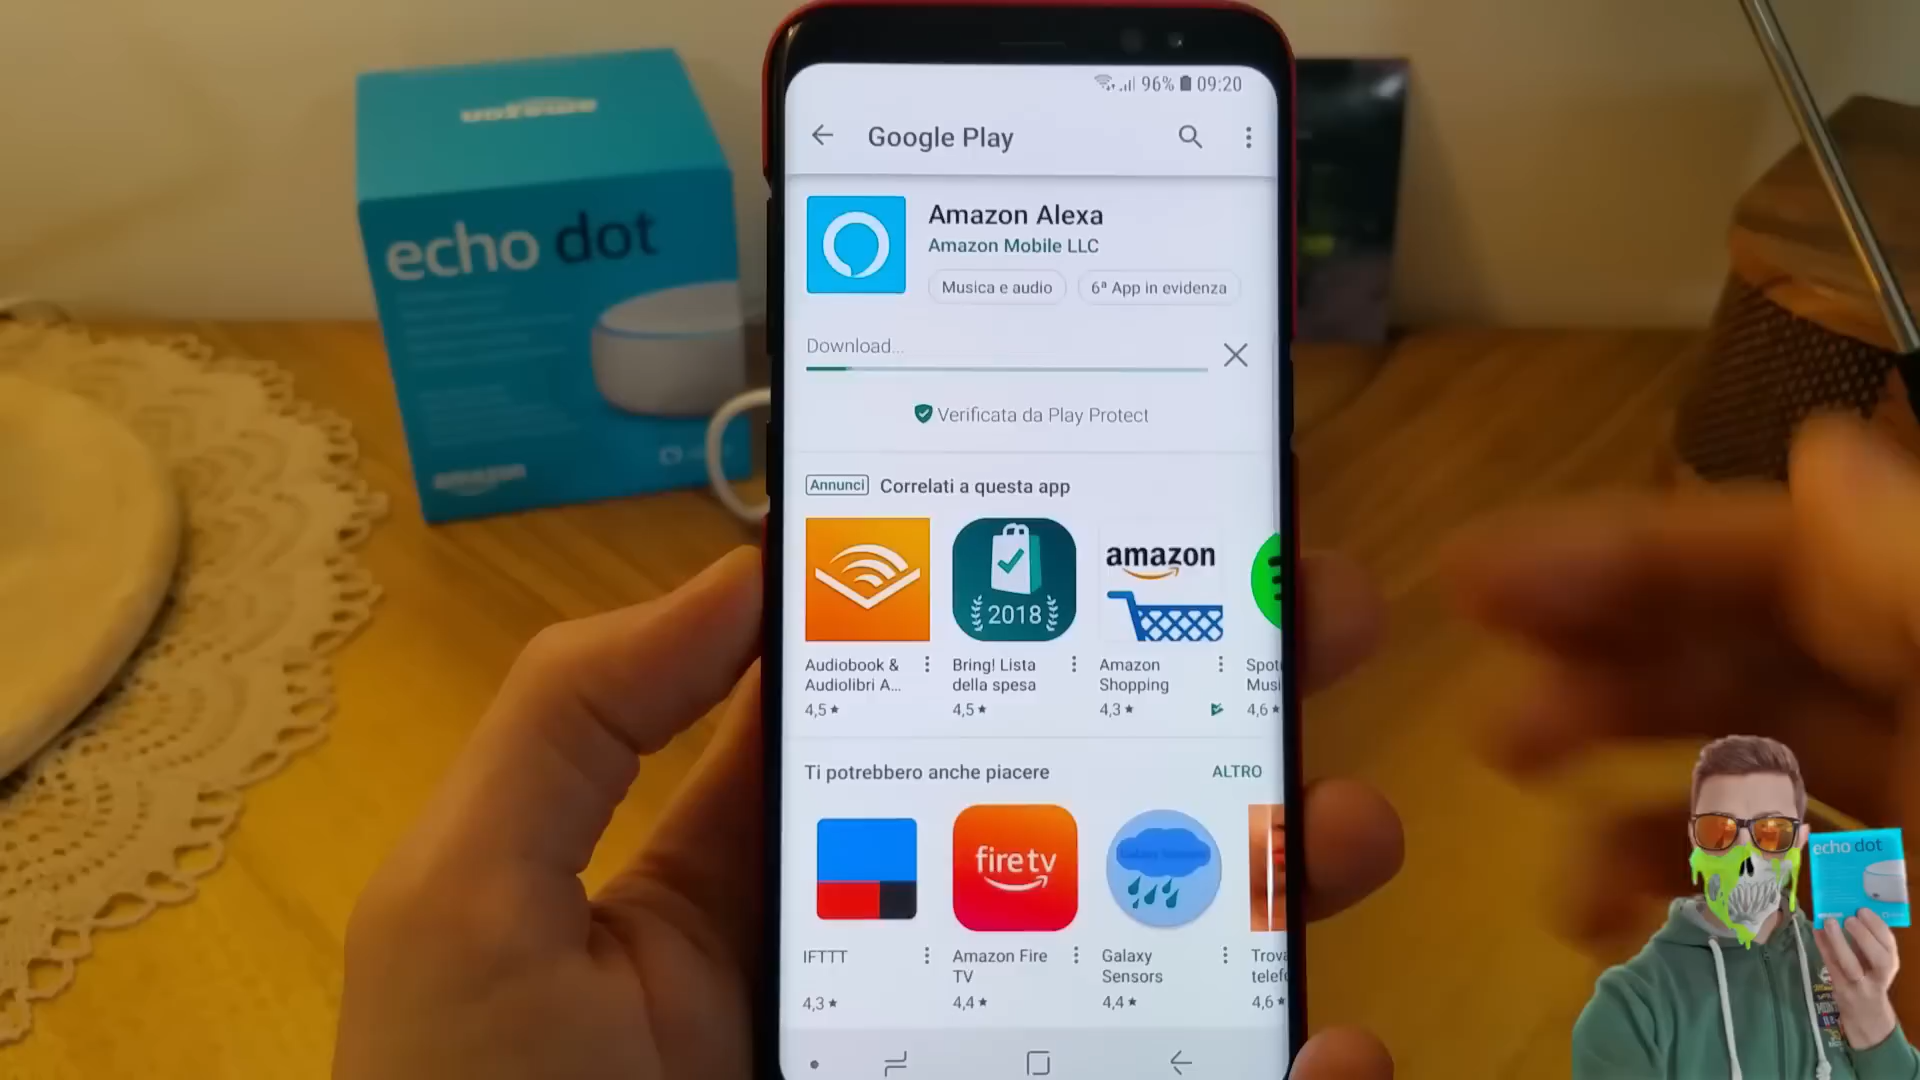 amazon
echo dot
amazon
96% 09:20
Google Play
Amazon Alexa
Amazon Mobile LLC
Musica e audio
6ª App in evidenza
Download...
Verificata da Play Protect
Annunci
Correlati a questa app
2018
amazon
Audiobook &
Audiolibri A...
4,5★
Bring! Lista
della spesa
4,5★
Amazon
Shopping
4,3★
Spot
Musi
4,6★
Ti potrebbero anche piacere
ALTRO
fire tv
IFTTT
4,3★
Amazon Fire
TV
4,4★
Galaxy
Sensors
4,4★
Trova
telef
4,6★
echo dot